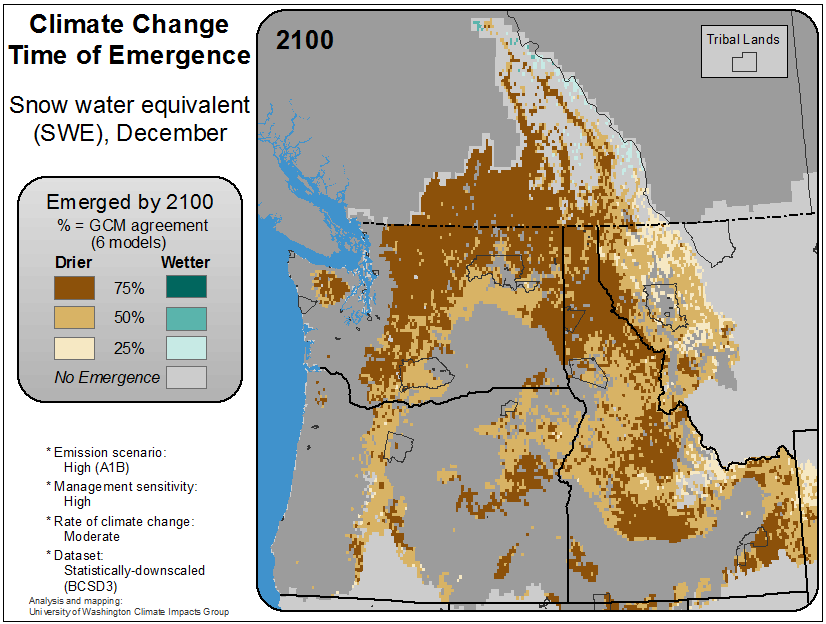 Climate Change
Time of Emergence
Snow water equivalent
(SWE), December
Emerged by 2100
% = GCM agreement
(6 models)
Drier Wetter
75%
50%
25%
No Emergence
* Emission scenario:
High (A1B)
* Management sensitivity:
High
* Rate of climate change:
Moderate
* Dataset:
Statistically-downscaled
(BCSD3)
Analysis and mapping:
University of Washington Climate Impacts Group
2100
Tribal Lands